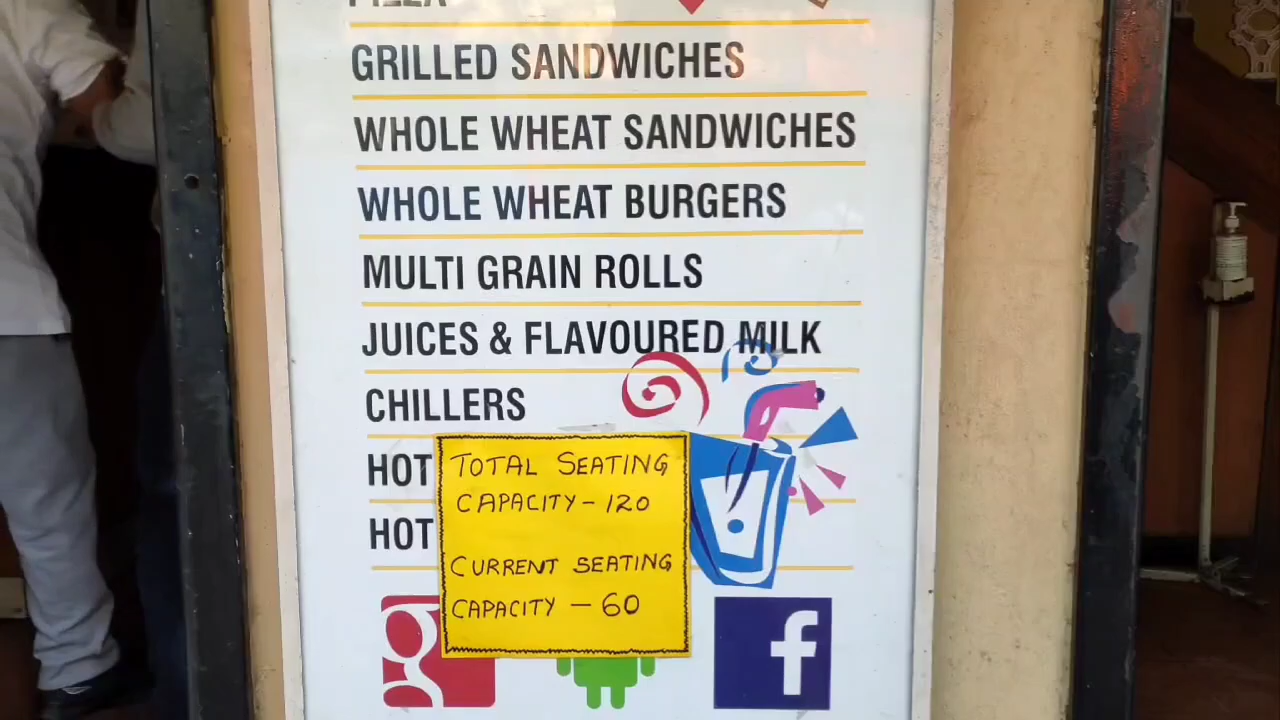 PIZZA
GRILLED SANDWICHES
WHOLE WHEAT SANDWICHES
WHOLE WHEAT BURGERS
MULTI GRAIN ROLLS
JUICES & FLAVOURED MILK
CHILLERS
HOT
HOT
TOTAL SEATING
CAPACITY - 120
CURRENT SEATING
CAPACITY - 60
g f